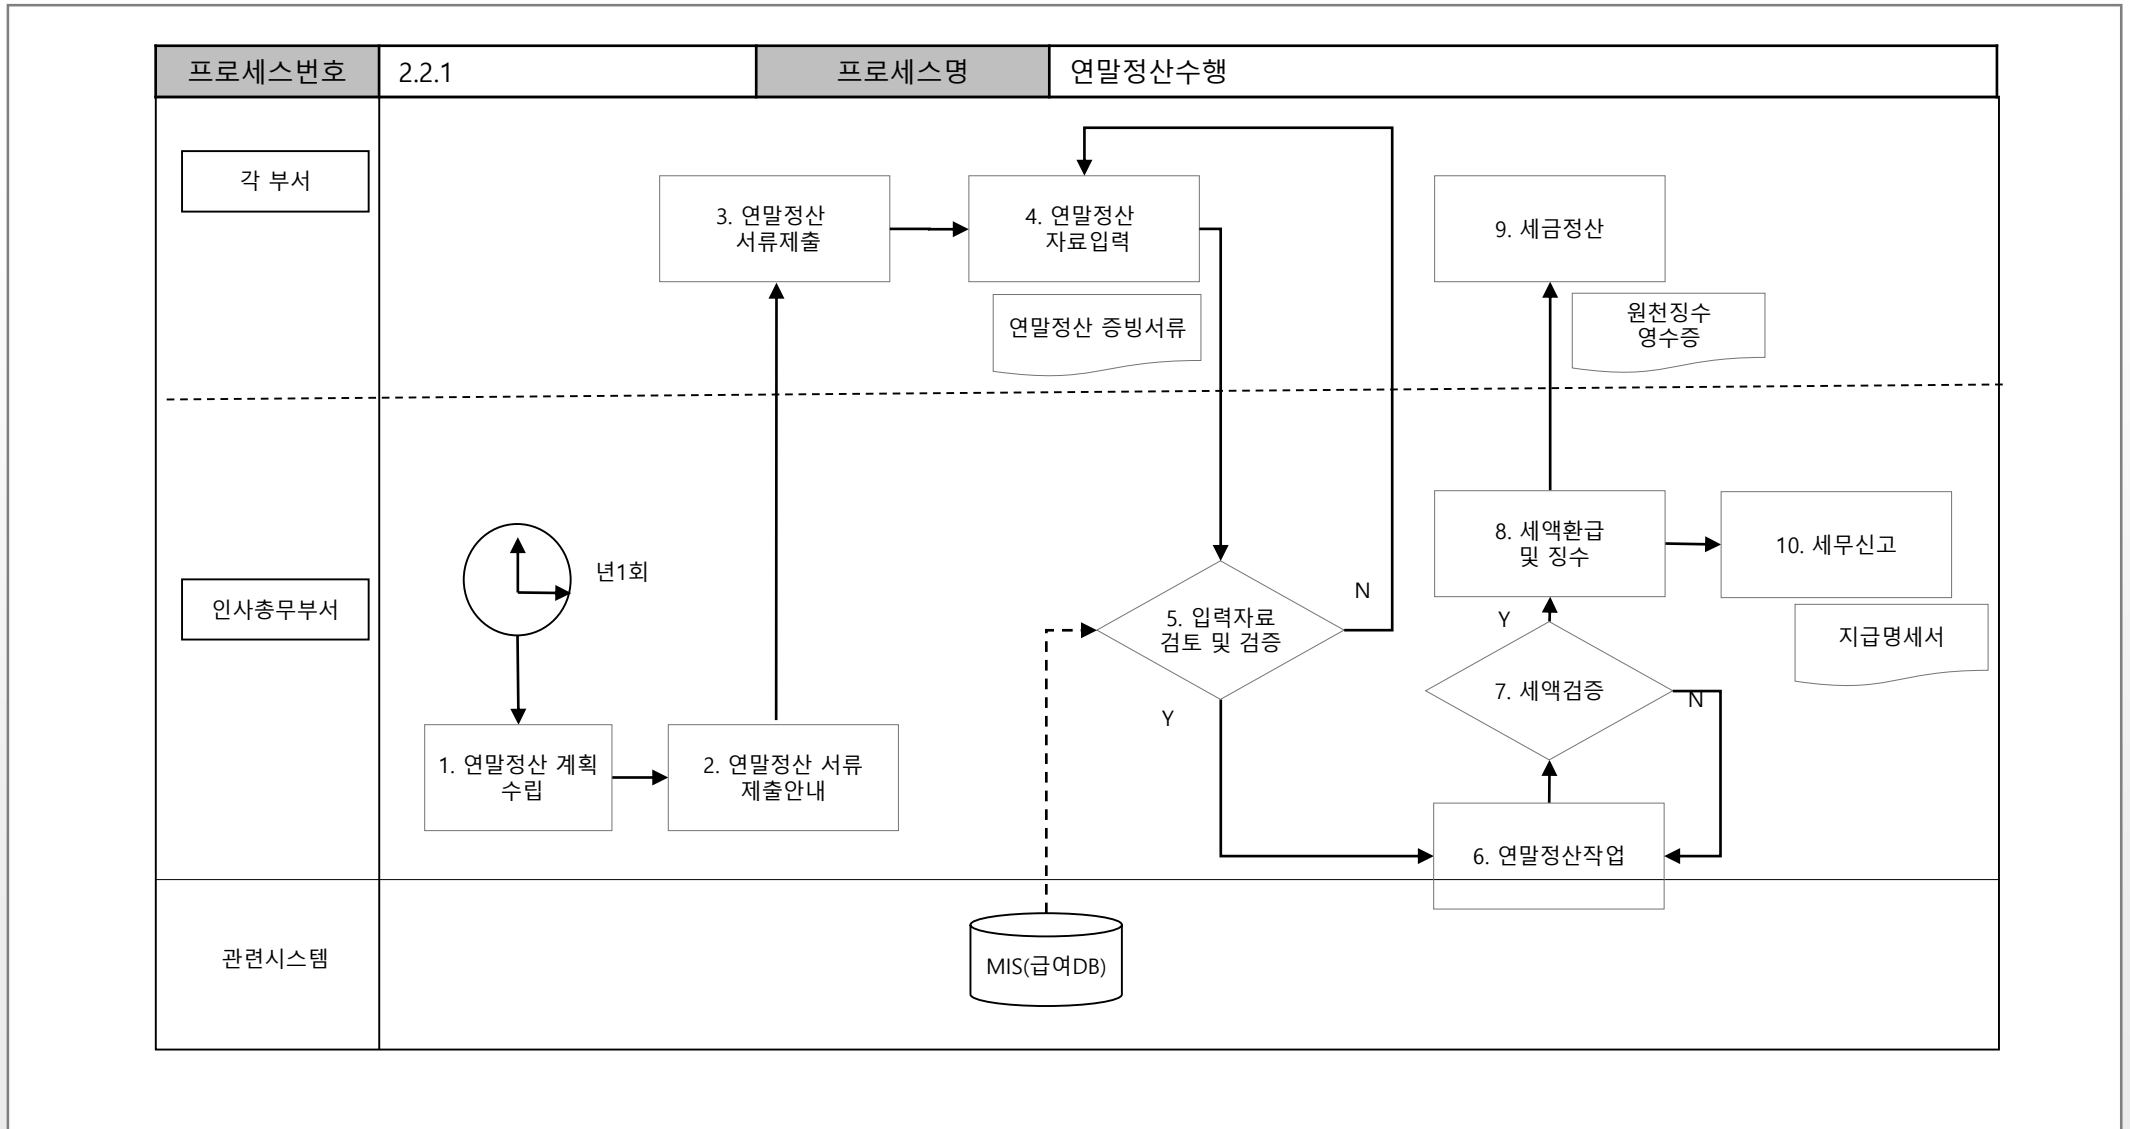 프로세스번호
2.2.1
프로세스명
연말정산수행
각 부서
3. 연말정산
서류제출
4. 연말정산
자료입력
9. 세금정산
연말정산 증빙서류
원천징수
영수증
인사총무부서
년1회
5. 입력자료
검토 및 검증
N
Y
8. 세액환급
및 징수
10. 세무신고
지급명세서
Y
7. 세액검증
N
1. 연말정산 계획
수립
2. 연말정산 서류
제출안내
6. 연말정산작업
관련시스템
MIS(급여DB)